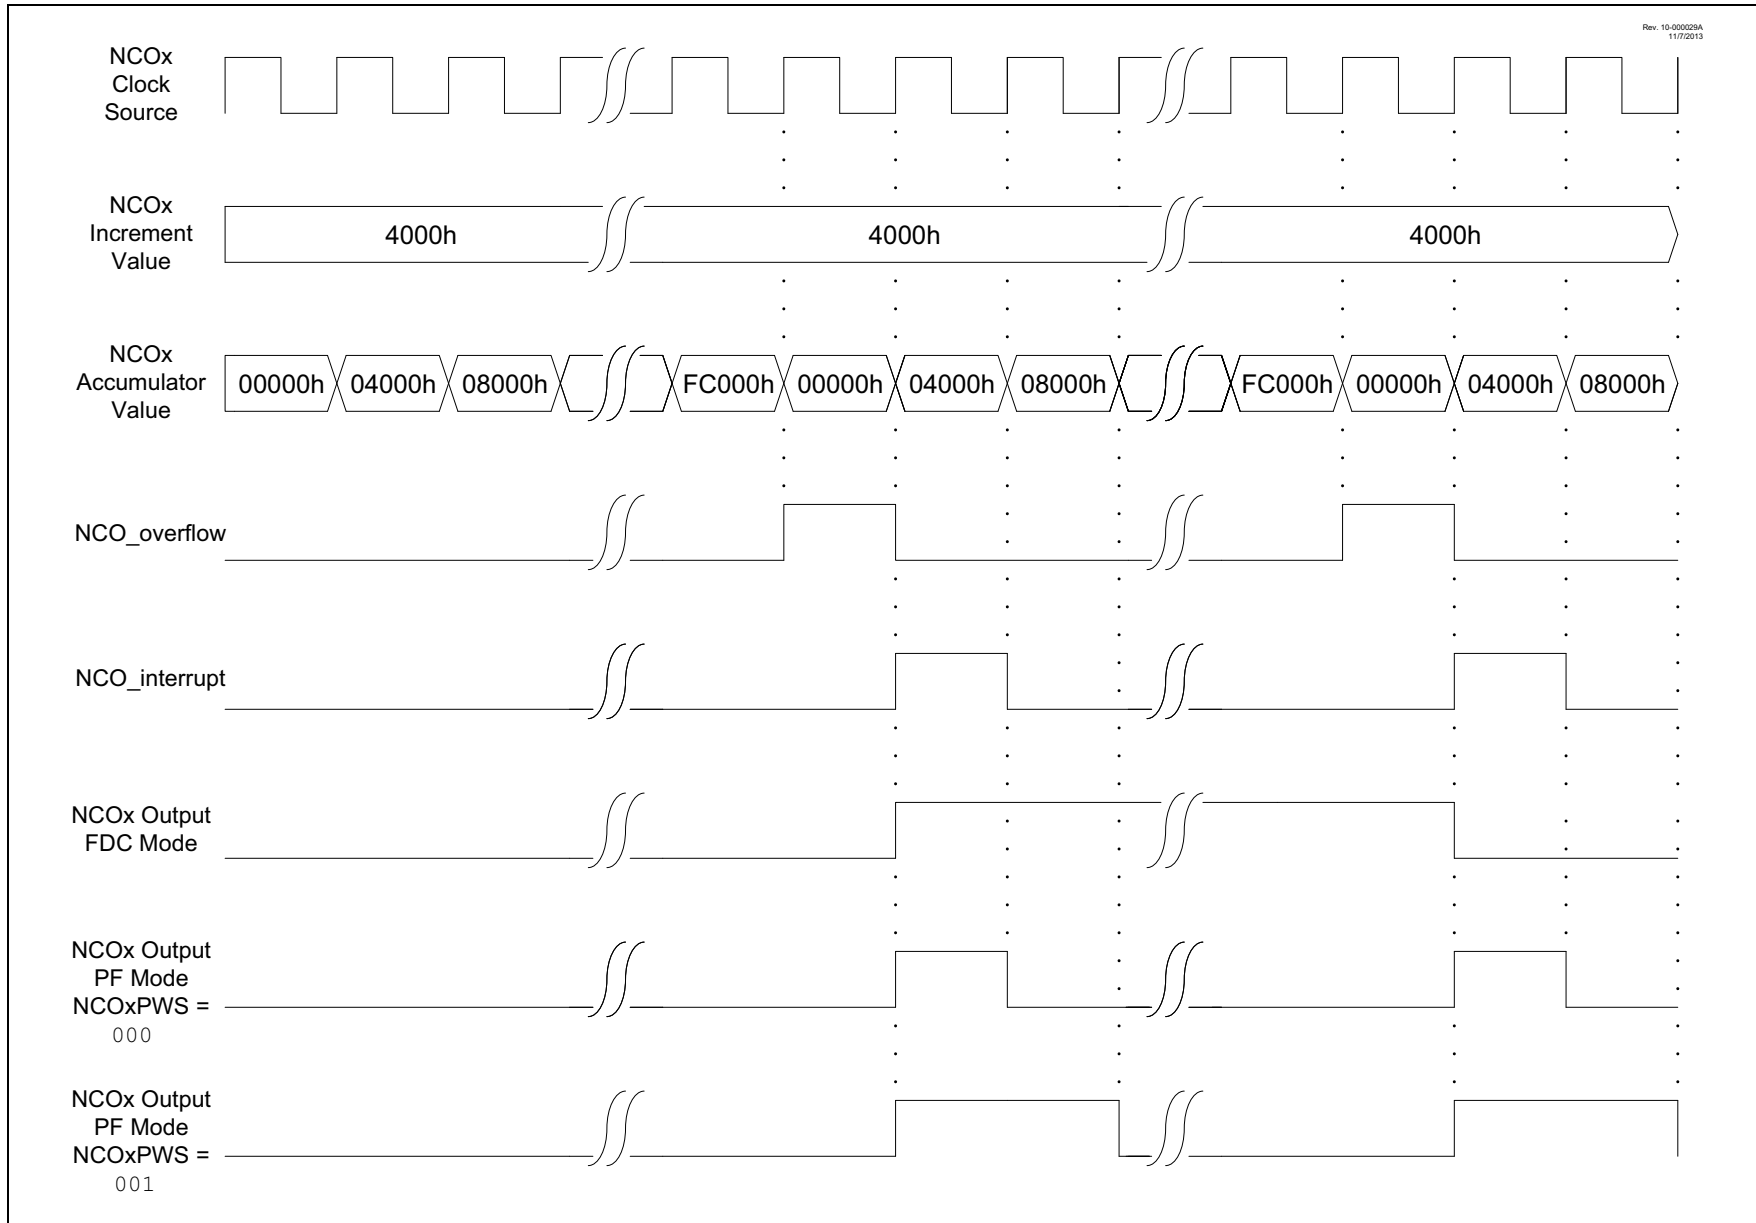 Rev. 10-000029A
11/7/2013
NCOx
Clock
Source
NCOx
Increment
Value
4000h
4000h
4000h
NCOx
Accumulator
Value
00000h
04000h
08000h
FC000h
00000h
04000h
08000h
FC000h
00000h
04000h
08000h
NCO_overflow
NCO_interrupt
NCOx Output
FDC Mode
NCOx Output
PF Mode
NCOxPWS =
000
NCOx Output
PF Mode
NCOxPWS =
001